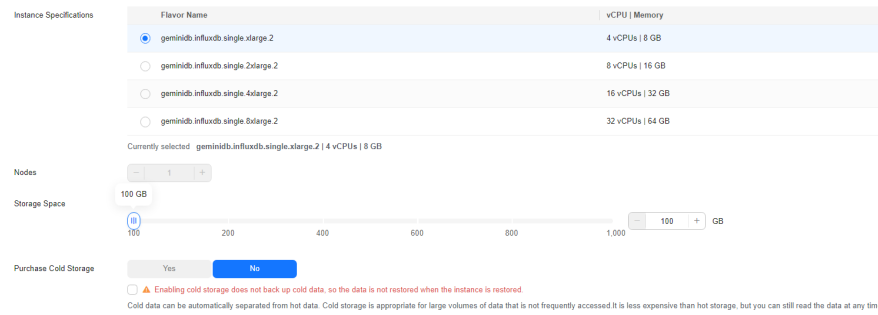 Instance Specifications
Flavor Name vCPU | Memory
geminidb.influxdb.single.xlarge.2 4 vCPUs | 8 GB
geminidb.influxdb.single.2xlarge.2 8 vCPUs | 16 GB
geminidb.influxdb.single.4xlarge.2 16 vCPUs | 32 GB
geminidb.influxdb.single.8xlarge.2 32 vCPUs | 64 GB
Currently selected geminidb.influxdb.single.xlarge.2 | 4 vCPUs | 8 GB
Nodes − 1 +
100 GB
Storage Space − 100 + GB
100 200 400 600 800 1,000
Purchase Cold Storage Yes No
Enabling cold storage does not back up cold data, so the data is not restored when the instance is restored.
Cold data can be automatically separated from hot data. Cold storage is appropriate for large volumes of data that is not frequently accessed.It is less expensive than hot storage, but you can still read the data at any tim